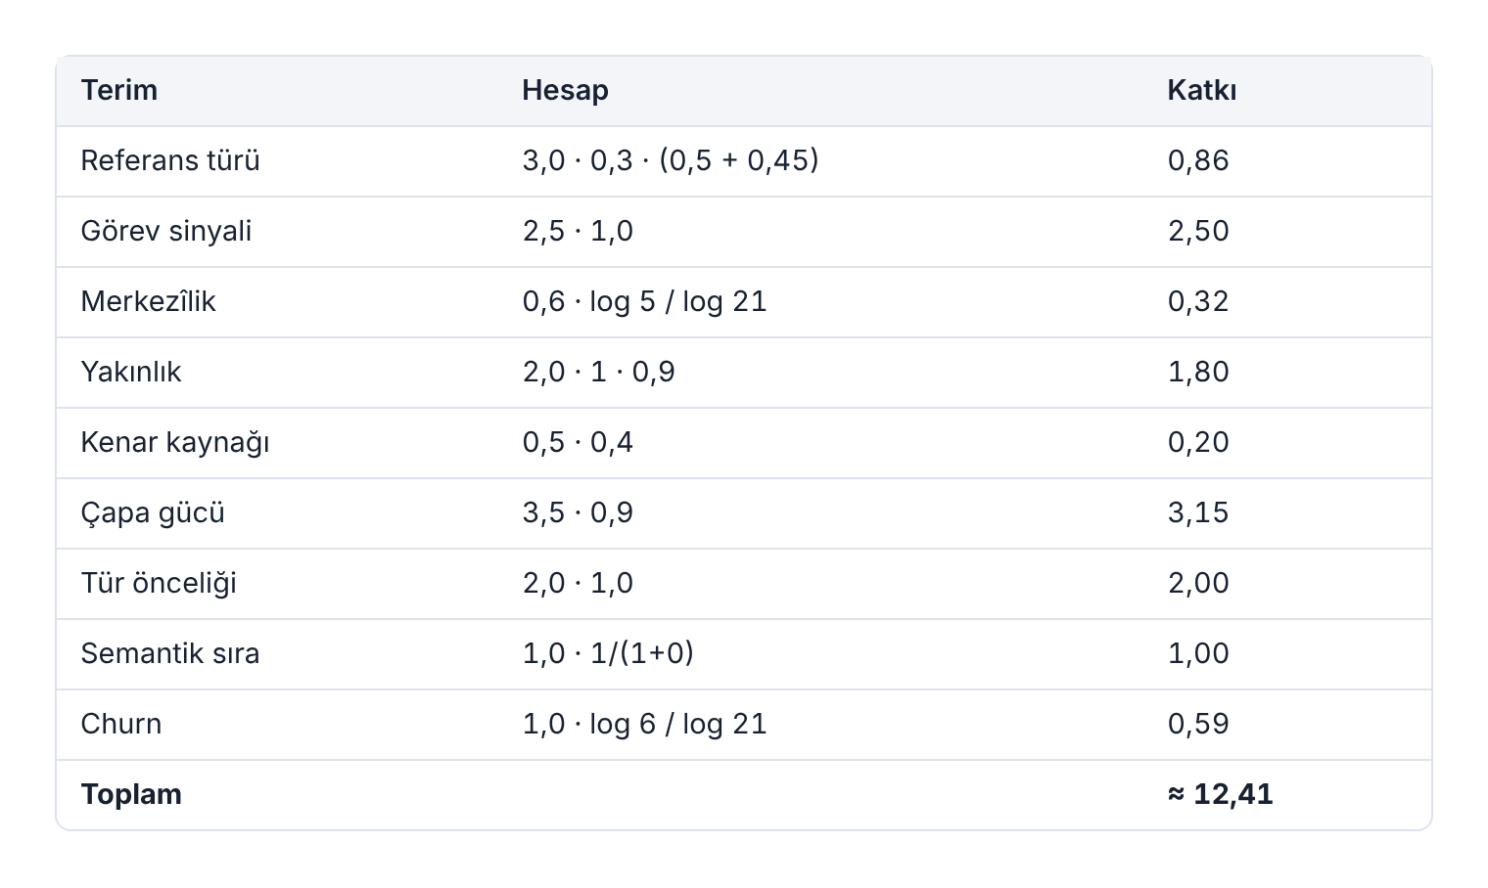 Terim Hesap Katkı
Referans türü 3,0 · 0,3 · (0,5 + 0,45) 0,86
Görev sinyali 2,5 · 1,0 2,50
Merkezîlik 0,6 · log 5 / log 21 0,32
Yakınlık 2,0 · 1 · 0,9 1,80
Kenar kaynağı 0,5 · 0,4 0,20
Çapa gücü 3,5 · 0,9 3,15
Tür önceliği 2,0 · 1,0 2,00
Semantik sıra 1,0 · 1/(1+0) 1,00
Churn 1,0 · log 6 / log 21 0,59
Toplam ≈ 12,41